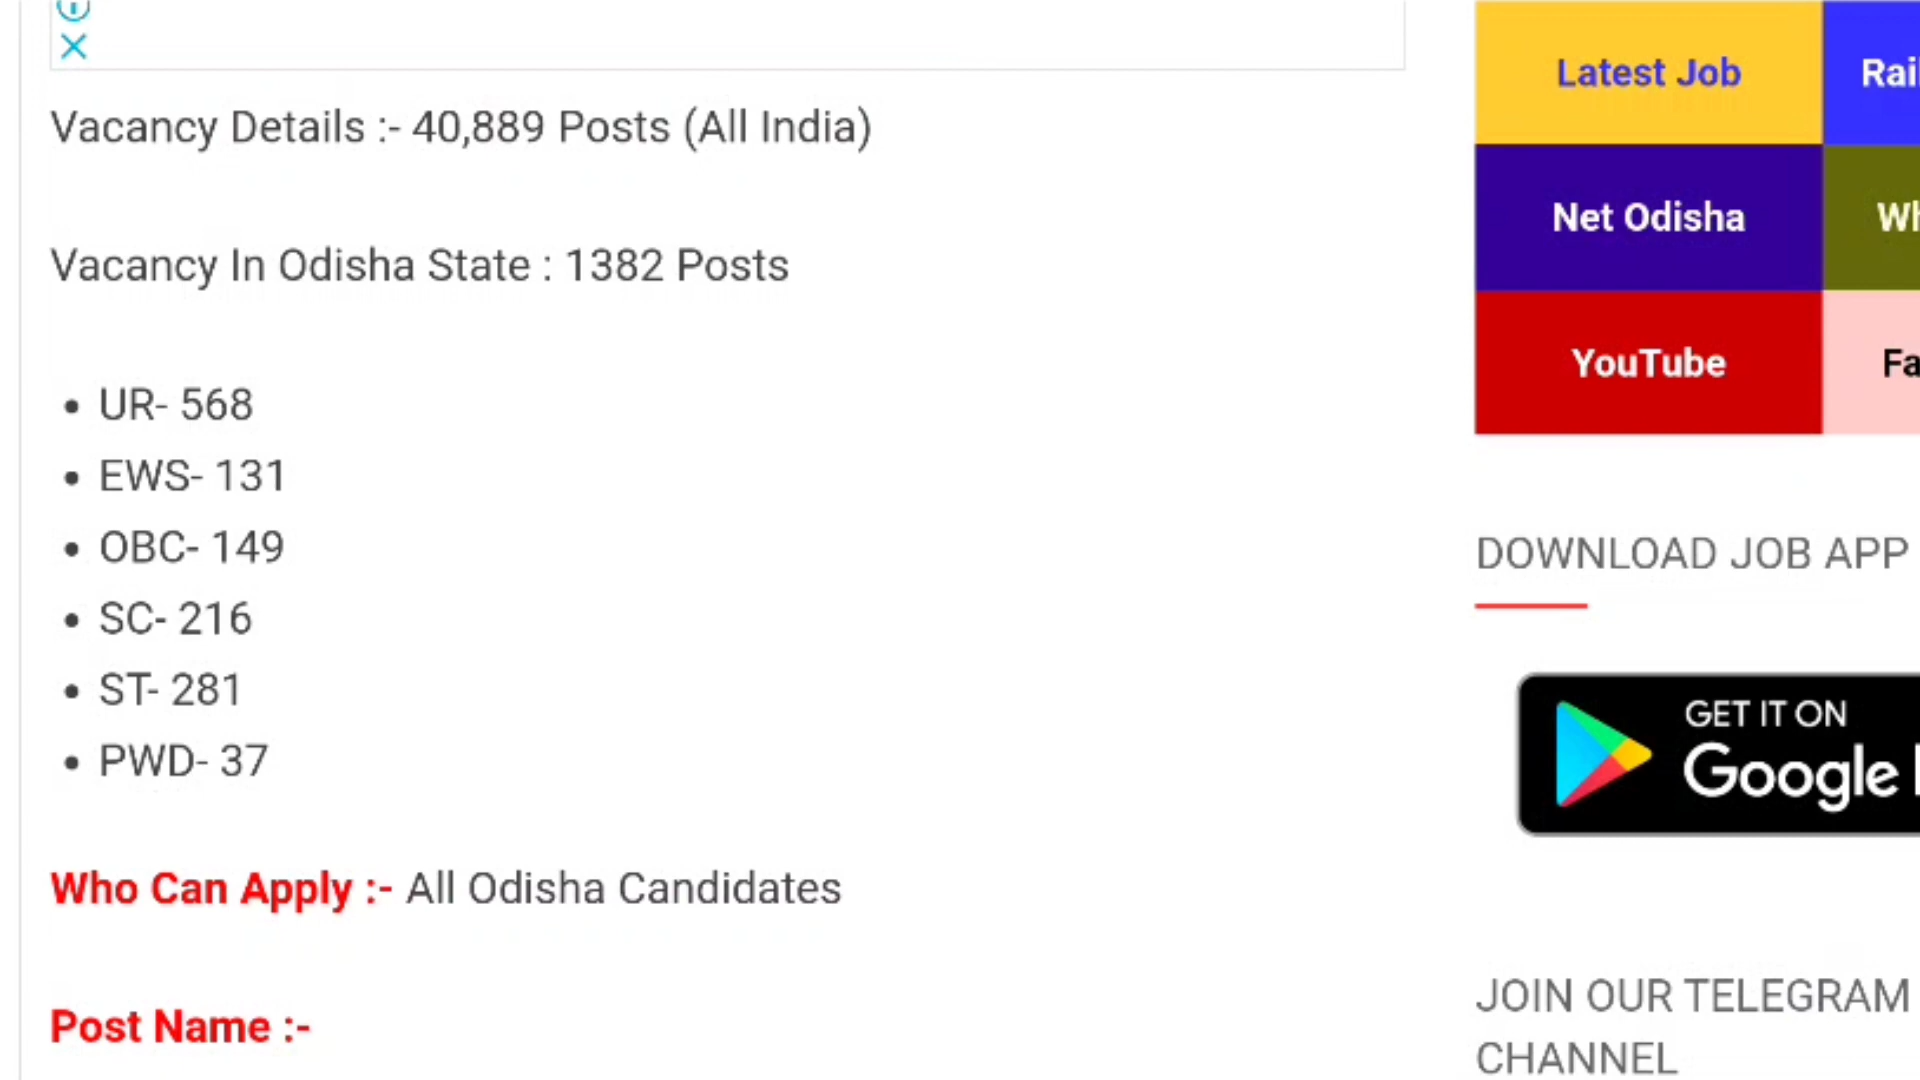 Vacancy Details :- 40,889 Posts (All India)
Vacancy In Odisha State : 1382 Posts
UR- 568
EWS- 131
OBC- 149
SC- 216
ST- 281
PWD- 37
Who Can Apply :- All Odisha Candidates
Post Name :-
Latest Job
Net Odisha
YouTube
DOWNLOAD JOB APP
GET IT ON
Google
JOIN OUR TELEGRAM
CHANNEL